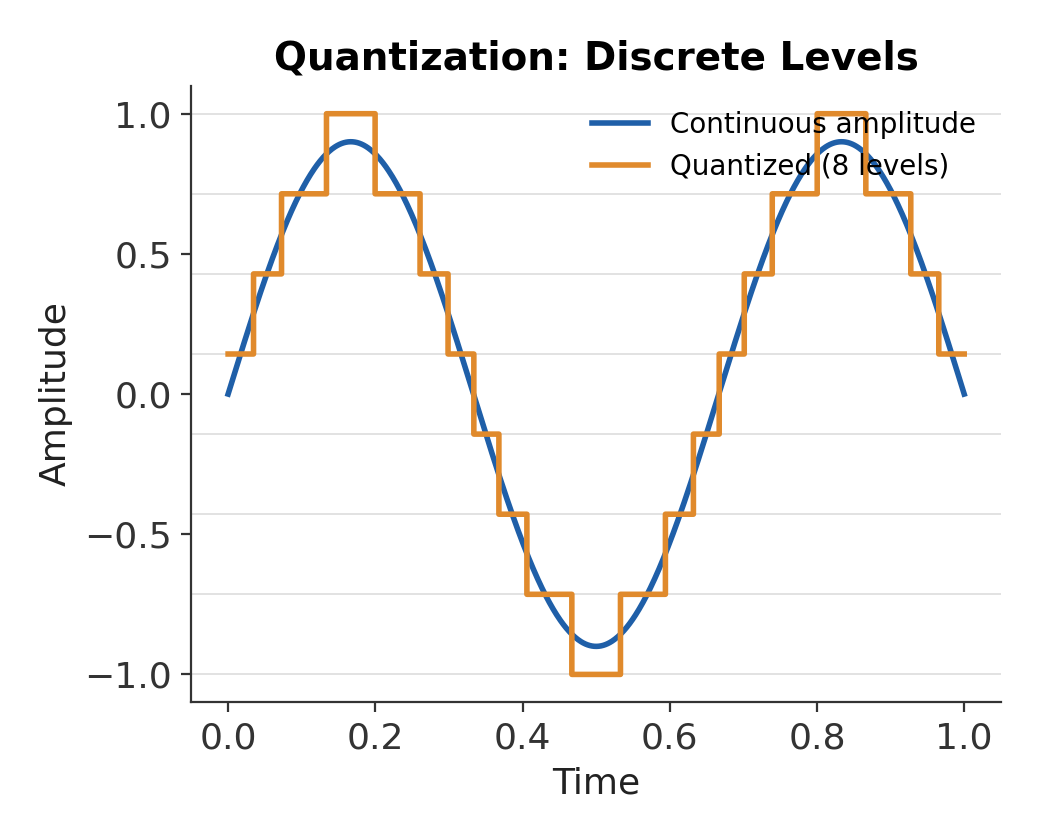 Quantization: Discrete Levels
Continuous amplitude
Quantized (8 levels)
Amplitude
1.0
0.5
0.0
−0.5
−1.0
0.0 0.2 0.4 0.6 0.8 1.0
Time